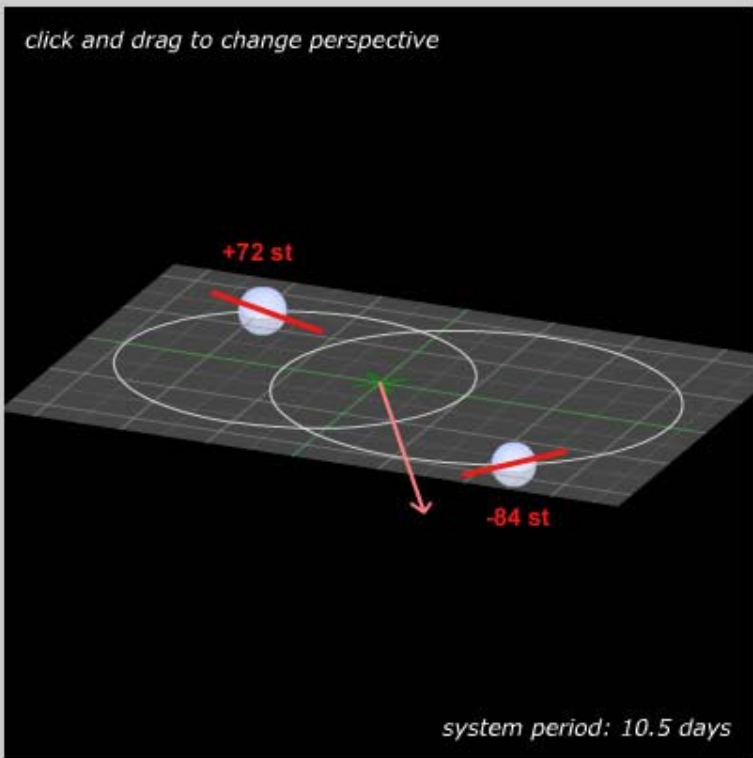 click and drag to change perspective
+72 st
-84 st
system period: 10.5 days